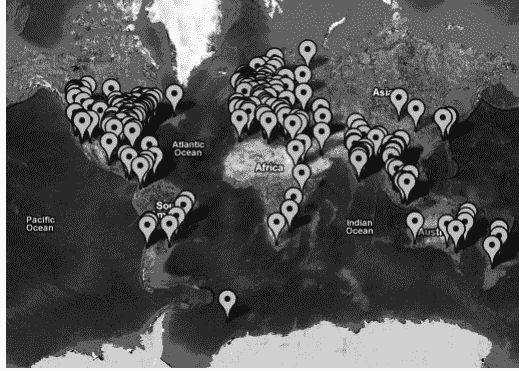 Asia
Atlantic
Ocean
Africa
Pacific
Ocean
Indian
Ocean